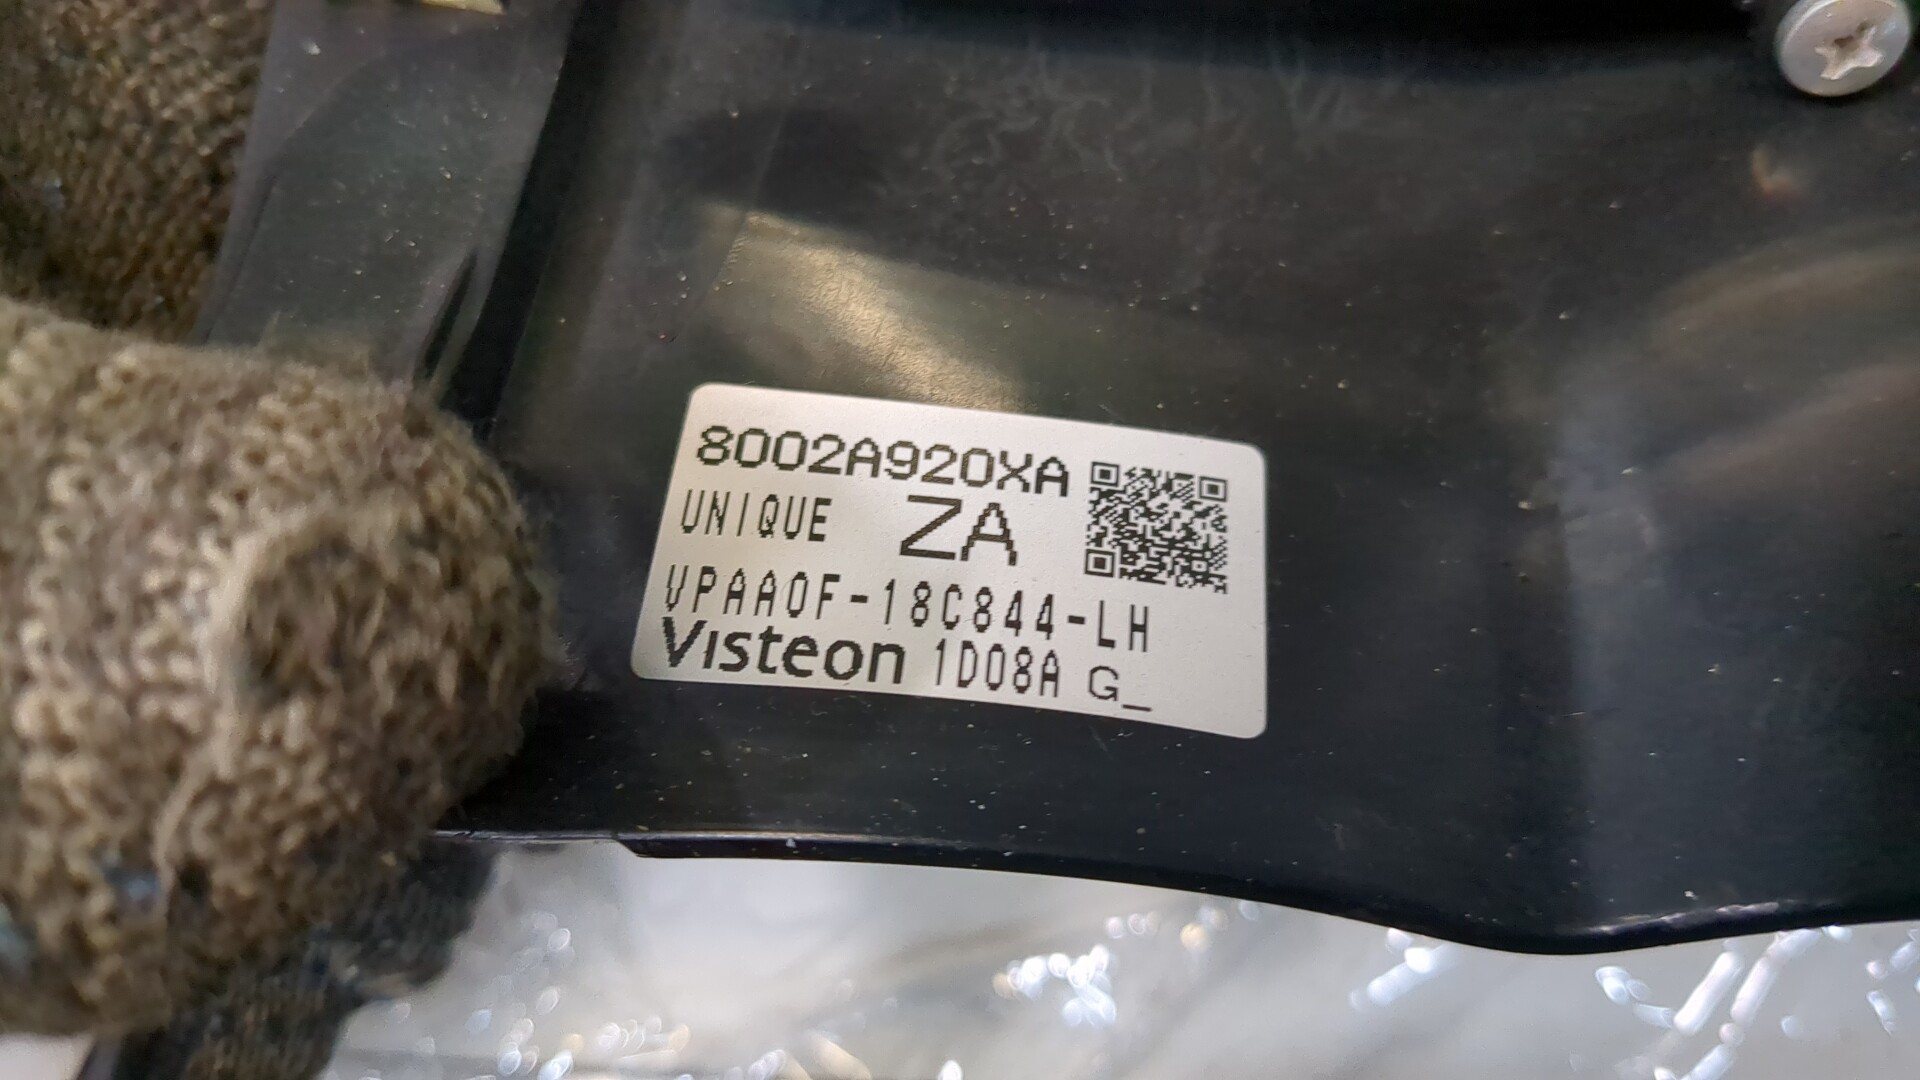 8002A920XA
UNIQUE ZA
VPAA0F-18C844-LH
Visteon 1D08A G_